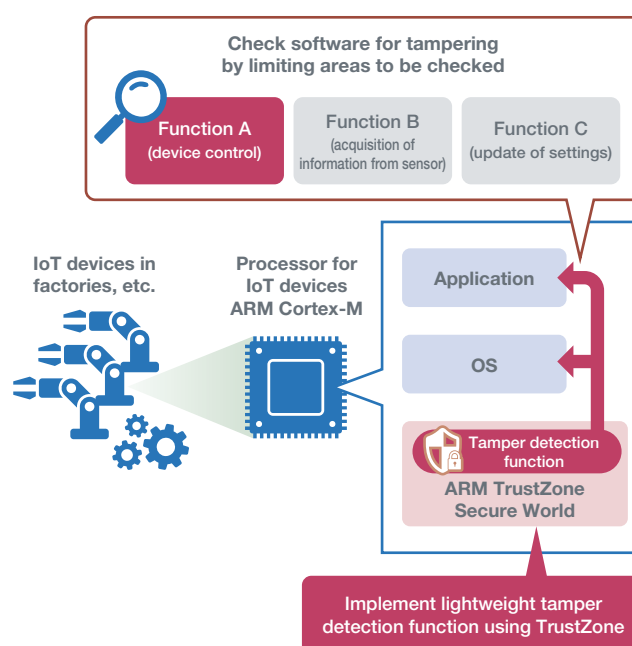 Check software for tampering
by limiting areas to be checked
Function A
(device control)
Function B
(acquisition of
information from sensor)
Function C
(update of settings)
IoT devices in
factories, etc.
Processor for
IoT devices
ARM Cortex-M
Application
OS
Tamper detection
function
ARM TrustZone
Secure World
Implement lightweight tamper
detection function using TrustZone